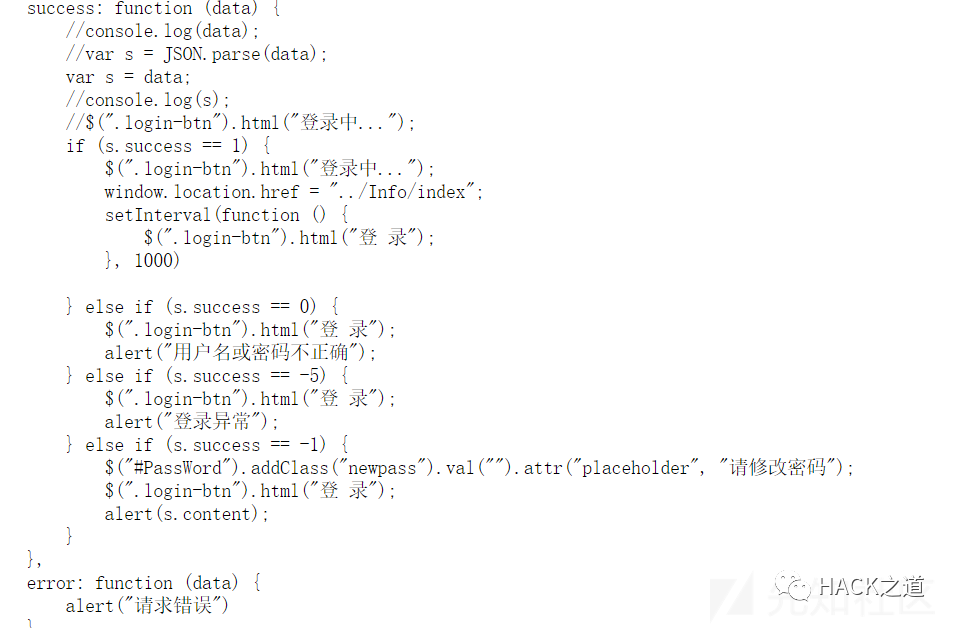 success: function (data) {
//console.log(data);
//var s = JSON.parse(data);
var s = data;
//console.log(s);
//$(".login-btn").html("登录中...");
if (s.success == 1) {
$(".login-btn").html("登录中...");
window.location.href = "../Info/index";
setInterval(function () {
$(".login-btn").html("登 录");
}, 1000)
} else if (s.success == 0) {
$(".login-btn").html("登 录");
alert("用户名或密码不正确");
} else if (s.success == -5) {
$(".login-btn").html("登 录");
alert("登录异常");
} else if (s.success == -1) {
$("#PassWord").addClass("newpass").val("").attr("placeholder", "请修改密码");
$(".login-btn").html("登 录");
alert(s.content);
}
},
error: function (data) {
alert("请求错误")
}
HACK之道
先知社区